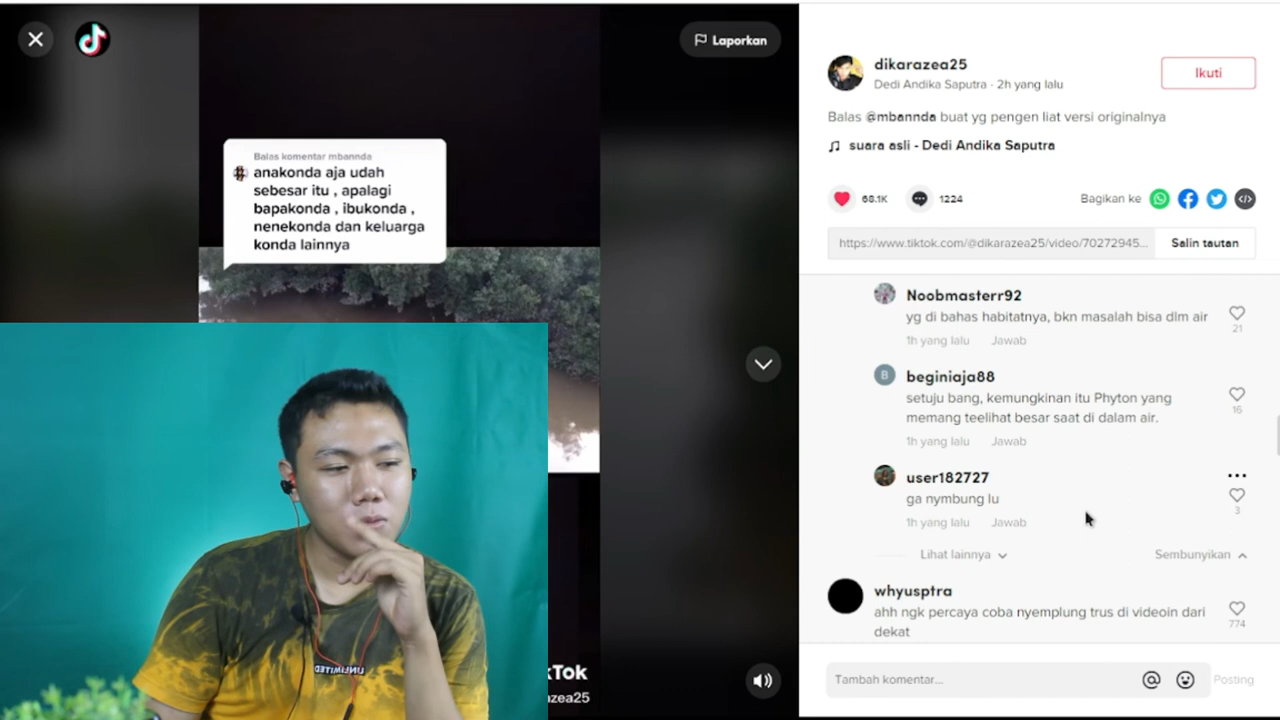 Laporkan
Balas komentar mbannda
anakonda aja udah
sebesar itu , apalagi
bapakonda , ibukonda ,
nenekonda dan keluarga
konda lainnya
UNLIMITED
kTok
azea25
dikarazea25
Dedi Andika Saputra · 2h yang lalu
Ikuti
Balas @mbannda buat yg pengen liat versi originalnya
suara asli - Dedi Andika Saputra
68.1K
1224
Bagikan ke
https://www.tiktok.com/@dikarazea25/video/70272945...
Salin tautan
Noobmasterr92
yg di bahas habitatnya, bkn masalah bisa dlm air
21
1h yang lalu Jawab
B
beginiaja88
setuju bang, kemungkinan itu Phyton yang
memang teelihat besar saat di dalam air.
16
1h yang lalu Jawab
user182727
ga nymbung lu
3
1h yang lalu Jawab
Lihat lainnya
Sembunyikan
whyusptra
ahh ngk percaya coba nyemplung trus di videoin dari
dekat
774
Tambah komentar...
Posting